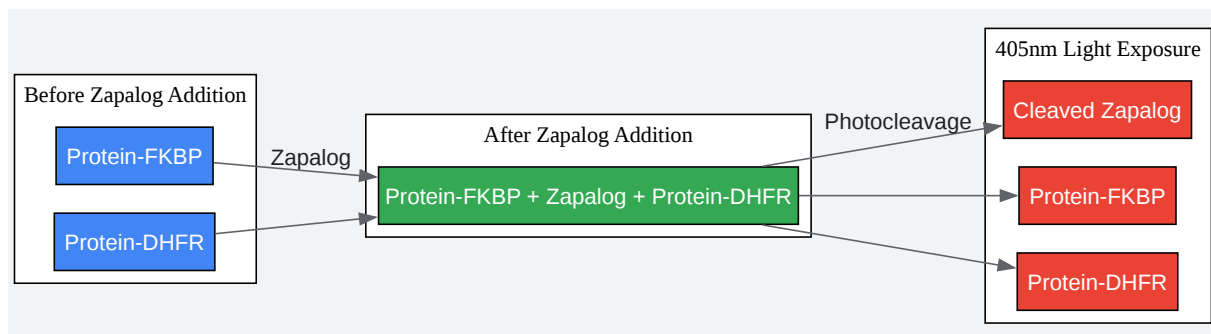 Before Zapalog Addition
Protein-FKBP
Protein-DHFR
Zapalog
After Zapalog Addition
Protein-FKBP + Zapalog + Protein-DHFR
Photocleavage
405nm Light Exposure
Cleaved Zapalog
Protein-FKBP
Protein-DHFR